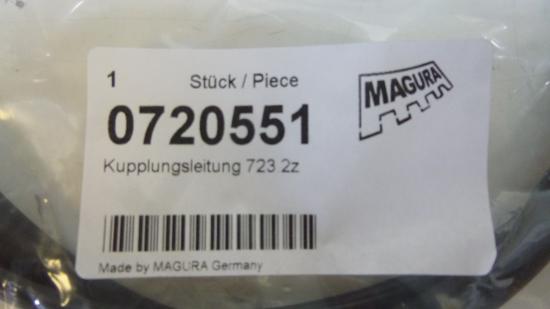 1 Stück / Piece
MAGURA
0720551
Kupplungsleitung 723 2z
Made by MAGURA Germany